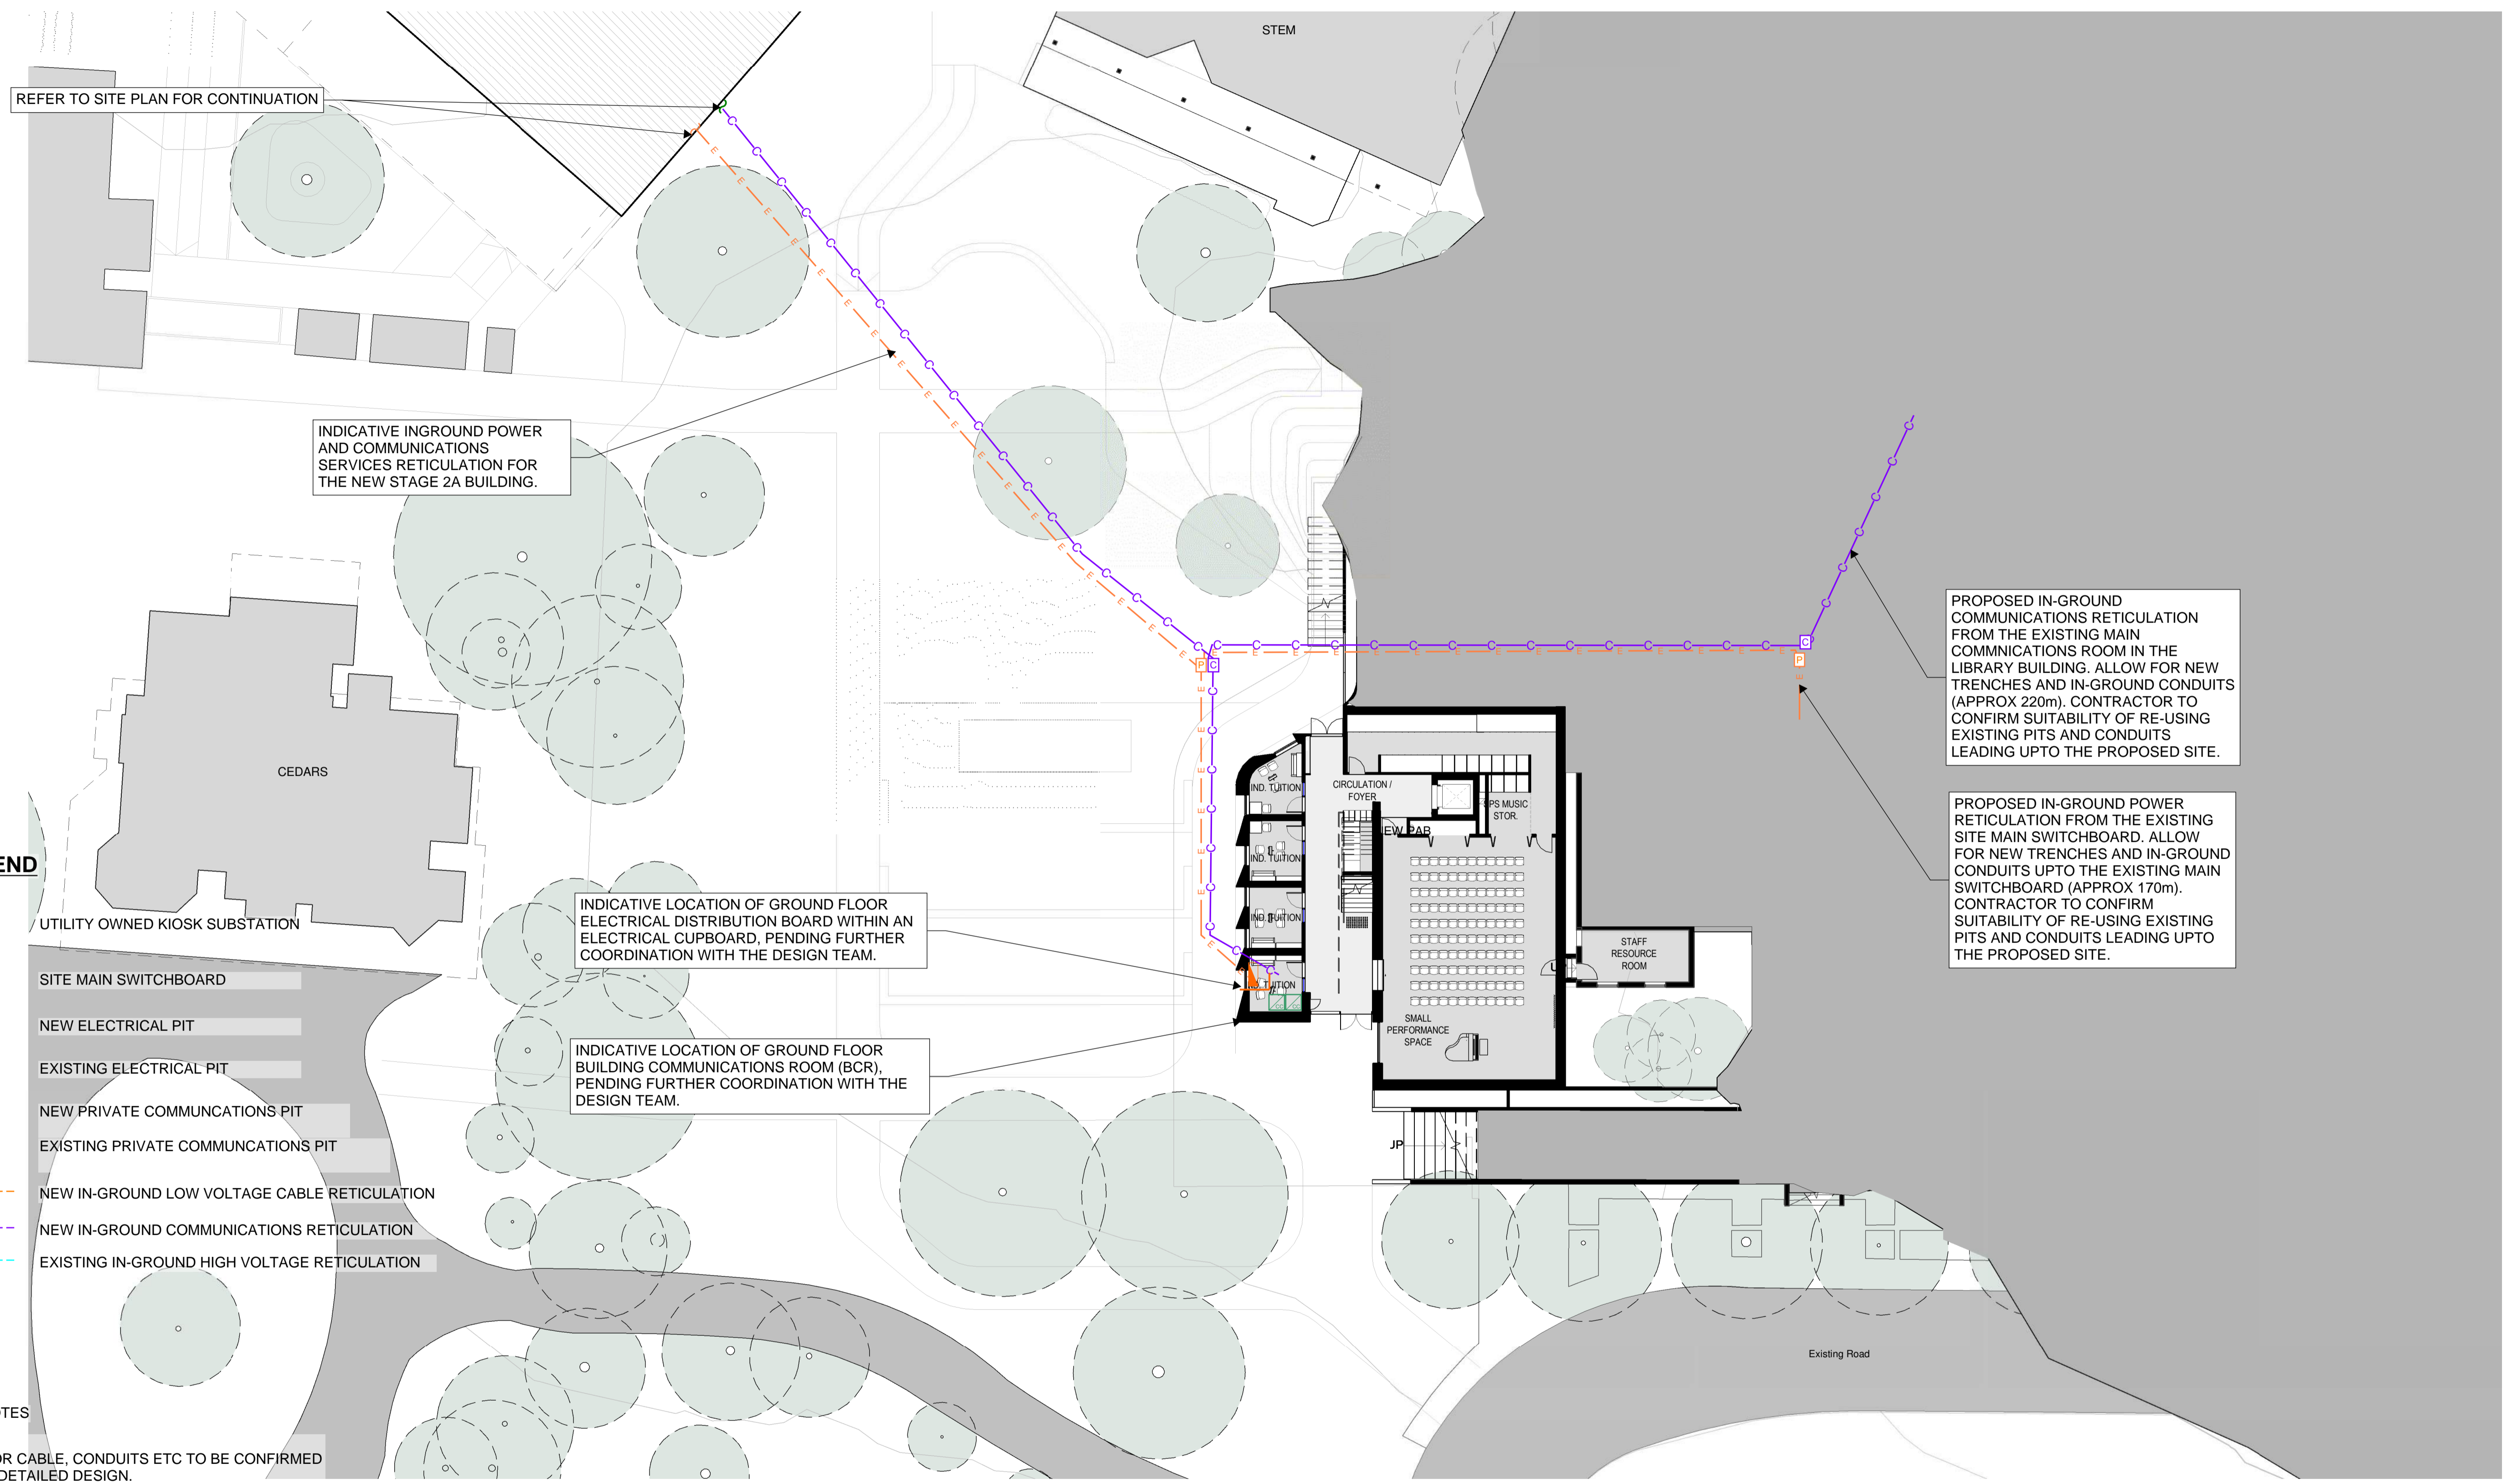 STEM
REFER TO SITE PLAN FOR CONTINUATION
INDICATIVE INGROUND POWER
AND COMMUNICATIONS
SERVICES RETICULATION FOR
THE NEW STAGE 2A BUILDING.
PROPOSED IN-GROUND
COMMUNICATIONS RETICULATION
FROM THE EXISTING MAIN
COMMNICATIONS ROOM IN THE
LIBRARY BUILDING. ALLOW FOR NEW
TRENCHES AND IN-GROUND CONDUITS
(APPROX 220m). CONTRACTOR TO
CONFIRM SUITABILITY OF RE-USING
EXISTING PITS AND CONDUITS
LEADING UPTO THE PROPOSED SITE.
P C
C
P
CEDARS
IND. TUITION
CIRCULATION /
FOYER
MUSIC
STOR.
IND. TUITION
IND. TUITION
TUITION
STAFF
RESOURCE
ROOM
SMALL
PERFORMANCE
SPACE
PROPOSED IN-GROUND POWER
RETICULATION FROM THE EXISTING
SITE MAIN SWITCHBOARD. ALLOW
FOR NEW TRENCHES AND IN-GROUND
CONDUITS UPTO THE EXISTING MAIN
SWITCHBOARD (APPROX 170m).
CONTRACTOR TO CONFIRM
SUITABILITY OF RE-USING EXISTING
PITS AND CONDUITS LEADING UPTO
THE PROPOSED SITE.
INDICATIVE LOCATION OF GROUND FLOOR
ELECTRICAL DISTRIBUTION BOARD WITHIN AN
ELECTRICAL CUPBOARD, PENDING FURTHER
COORDINATION WITH THE DESIGN TEAM.
INDICATIVE LOCATION OF GROUND FLOOR
BUILDING COMMUNICATIONS ROOM (BCR),
PENDING FURTHER COORDINATION WITH THE
DESIGN TEAM.
JP
Existing Road
END
UTILITY OWNED KIOSK SUBSTATION
SITE MAIN SWITCHBOARD
NEW ELECTRICAL PIT
EXISTING ELECTRICAL PIT
NEW PRIVATE COMMUNCATIONS PIT
EXISTING PRIVATE COMMUNCATIONS PIT
NEW IN-GROUND LOW VOLTAGE CABLE RETICULATION
NEW IN-GROUND COMMUNICATIONS RETICULATION
EXISTING IN-GROUND HIGH VOLTAGE RETICULATION
OTES
OR CABLE, CONDUITS ETC TO BE CONFIRMED
DETAILED DESIGN.